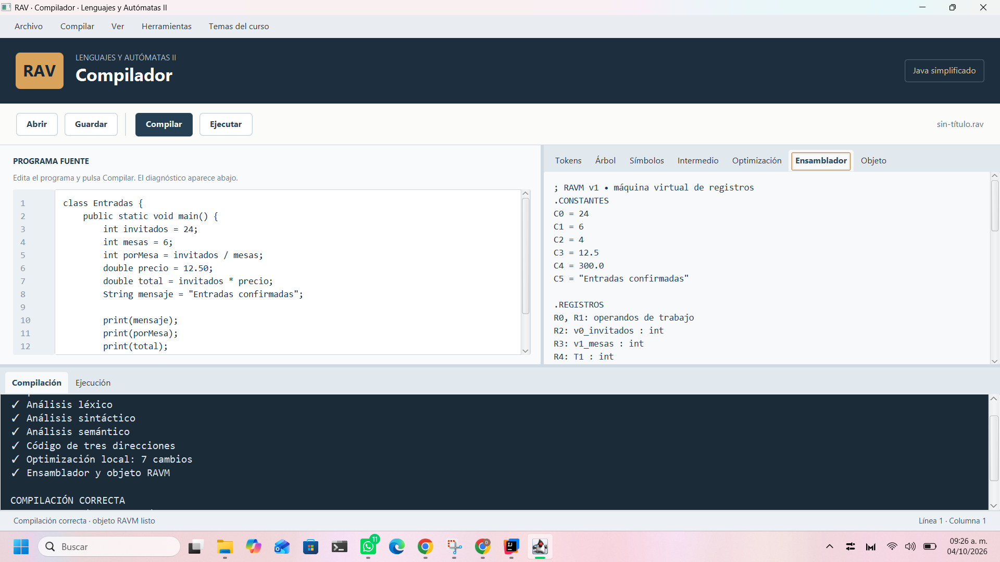 RAV · Compilador · Lenguajes y Autómatas II
Archivo Compilar Ver Herramientas Temas del curso
RAV
LENGUAJES Y AUTÓMATAS II
Compilador
Java simplificado
Abrir Guardar Compilar Ejecutar
sin-título.rav
PROGRAMA FUENTE
Edita el programa y pulsa Compilar. El diagnóstico aparece abajo.
1 class Entradas {
2 public static void main() {
3 int invitados = 24;
4 int mesas = 6;
5 int porMesa = invitados / mesas;
6 double precio = 12.50;
7 double total = invitados * precio;
8 String mensaje = "Entradas confirmadas";
9
10 print(mensaje);
11 print(porMesa);
12 print(total);
Tokens Árbol Símbolos Intermedio Optimización Ensamblador Objeto
; RAVM v1 • máquina virtual de registros
.CONSTANTES
C0 = 24
C1 = 6
C2 = 4
C3 = 12.5
C4 = 300.0
C5 = "Entradas confirmadas"
.REGISTROS
R0, R1: operandos de trabajo
R2: v0_invitados : int
R3: v1_mesas : int
R4: T1 : int
Compilación Ejecución
✓ Análisis léxico
✓ Análisis sintáctico
✓ Análisis semántico
✓ Código de tres direcciones
✓ Optimización local: 7 cambios
✓ Ensamblador y objeto RAVM
COMPILACIÓN CORRECTA
Compilación correcta · objeto RAVM listo
Línea 1 · Columna 1
Buscar
11
09:26 a. m.
04/10/2026